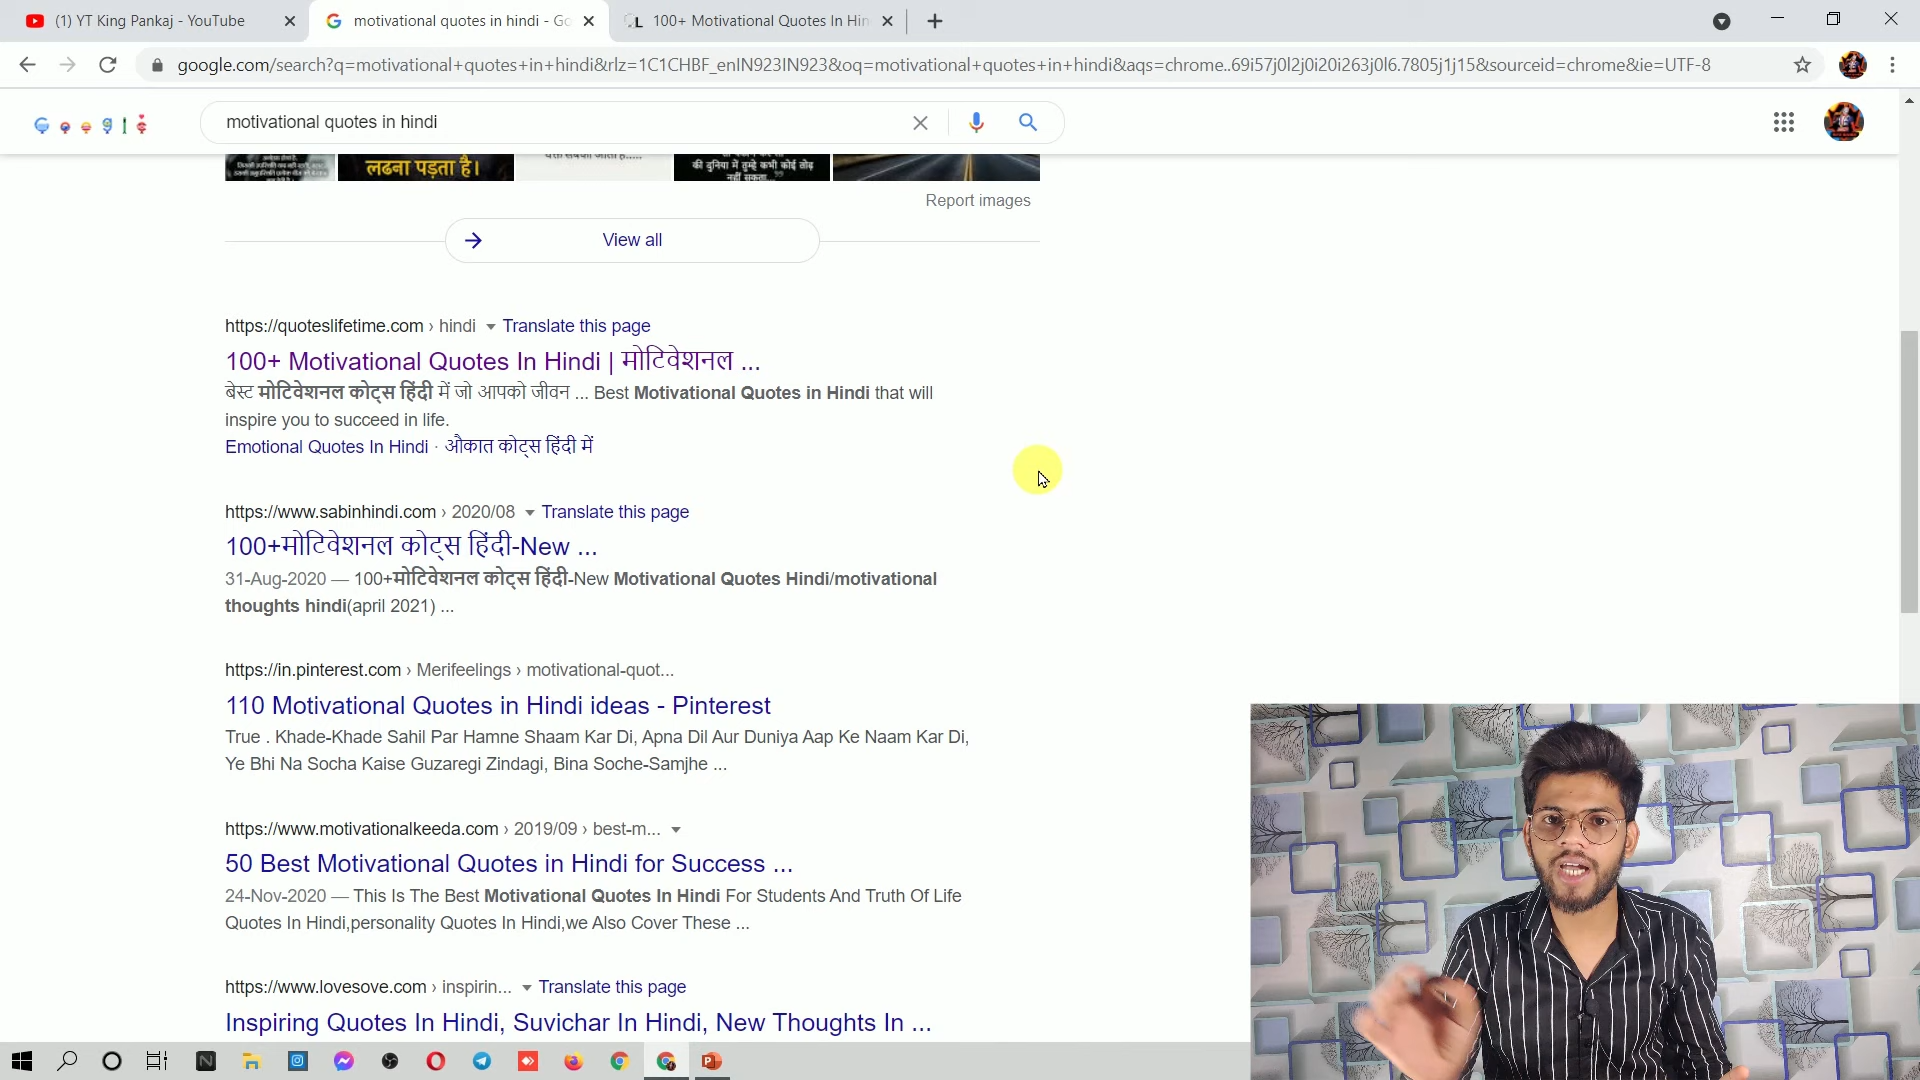 (1) YT King Pankaj - YouTube
motivational quotes in hindi - Go
100+ Motivational Quotes In Hin
google.com/search?q=motivational+quotes+in+hindi&rlz=1C1CHBF_enIN923IN923&oq=motivational+quotes+in+hindi&aqs=chrome..69i57j0l2j0i20i263j0l6.7805j1j15&sourceid=chrome&ie=UTF-8
motivational quotes in hindi
लढना पड़ता है।
की दुनिया में तुम्हे कभी कोई तोड़
नहीं सकता..."
Report images
View all
https://quoteslifetime.com › hindi Translate this page
100+ Motivational Quotes In Hindi | मोटिवेशनल ...
बेस्ट मोटिवेशनल कोट्स हिंदी में जो आपको जीवन ... Best Motivational Quotes in Hindi that will
inspire you to succeed in life.
Emotional Quotes In Hindi · औकात कोट्स हिंदी में
https://www.sabinhindi.com › 2020/08 Translate this page
100+मोटिवेशनल कोट्स हिंदी-New ...
31-Aug-2020 — 100+मोटिवेशनल कोट्स हिंदी-New Motivational Quotes Hindi/motivational
thoughts hindi(april 2021) ...
https://in.pinterest.com › Merifeelings › motivational-quot...
110 Motivational Quotes in Hindi ideas - Pinterest
True . Khade-Khade Sahil Par Hamne Shaam Kar Di, Apna Dil Aur Duniya Aap Ke Naam Kar Di,
Ye Bhi Na Socha Kaise Guzaregi Zindagi, Bina Soche-Samjhe ...
https://www.motivationalkeeda.com › 2019/09 › best-m...
50 Best Motivational Quotes in Hindi for Success ...
24-Nov-2020 — This Is The Best Motivational Quotes In Hindi For Students And Truth Of Life
Quotes In Hindi,personality Quotes In Hindi,we Also Cover These ...
https://www.lovesove.com › inspirin... Translate this page
Inspiring Quotes In Hindi, Suvichar In Hindi, New Thoughts In ...